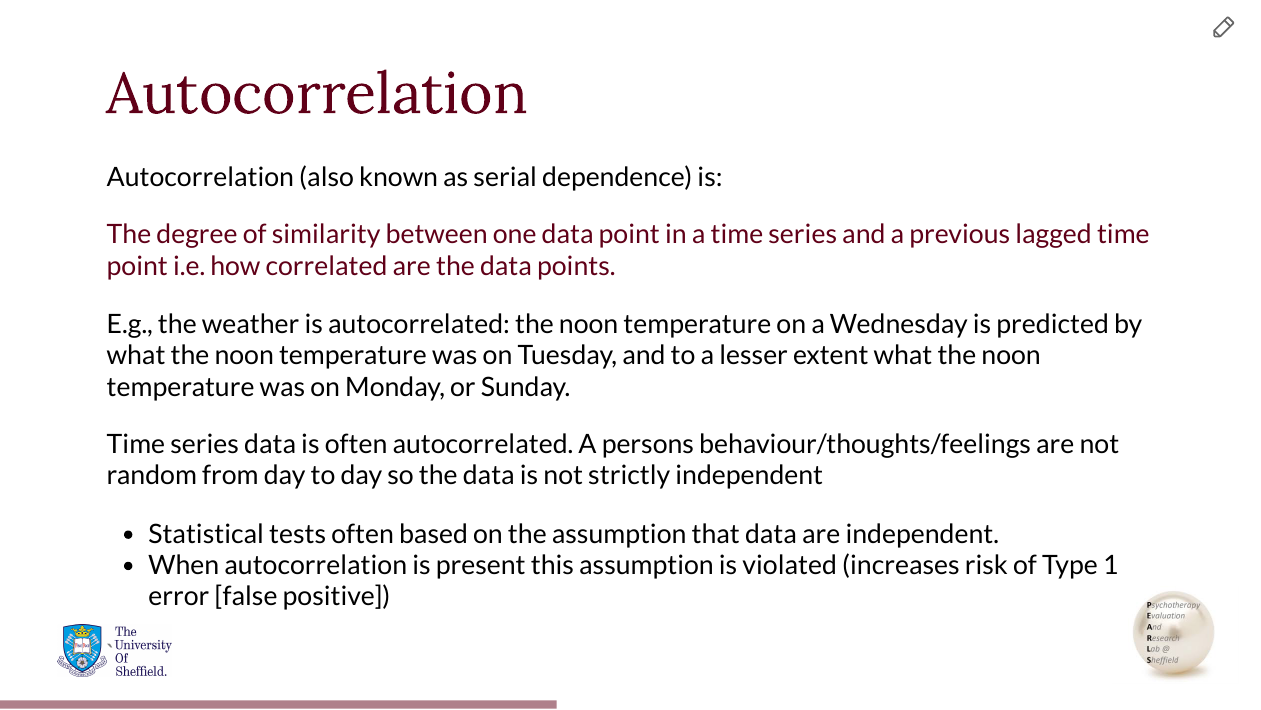 Autocorrelation
Autocorrelation (also known as serial dependence) is:
The degree of similarity between one data point in a time series and a previous lagged time
point i.e. how correlated are the data points.
E.g., the weather is autocorrelated: the noon temperature on a Wednesday is predicted by
what the noon temperature was on Tuesday, and to a lesser extent what the noon
temperature was on Monday, or Sunday.
Time series data is often autocorrelated. A persons behaviour/thoughts/feelings are not
random from day to day so the data is not strictly independent
• Statistical tests often based on the assumption that data are independent.
• When autocorrelation is present this assumption is violated (increases risk of Type 1
error [false positive])
The
University
Of
Sheffield.
Psychotherapy
Evaluation
And
Research
Lab @
Sheffield